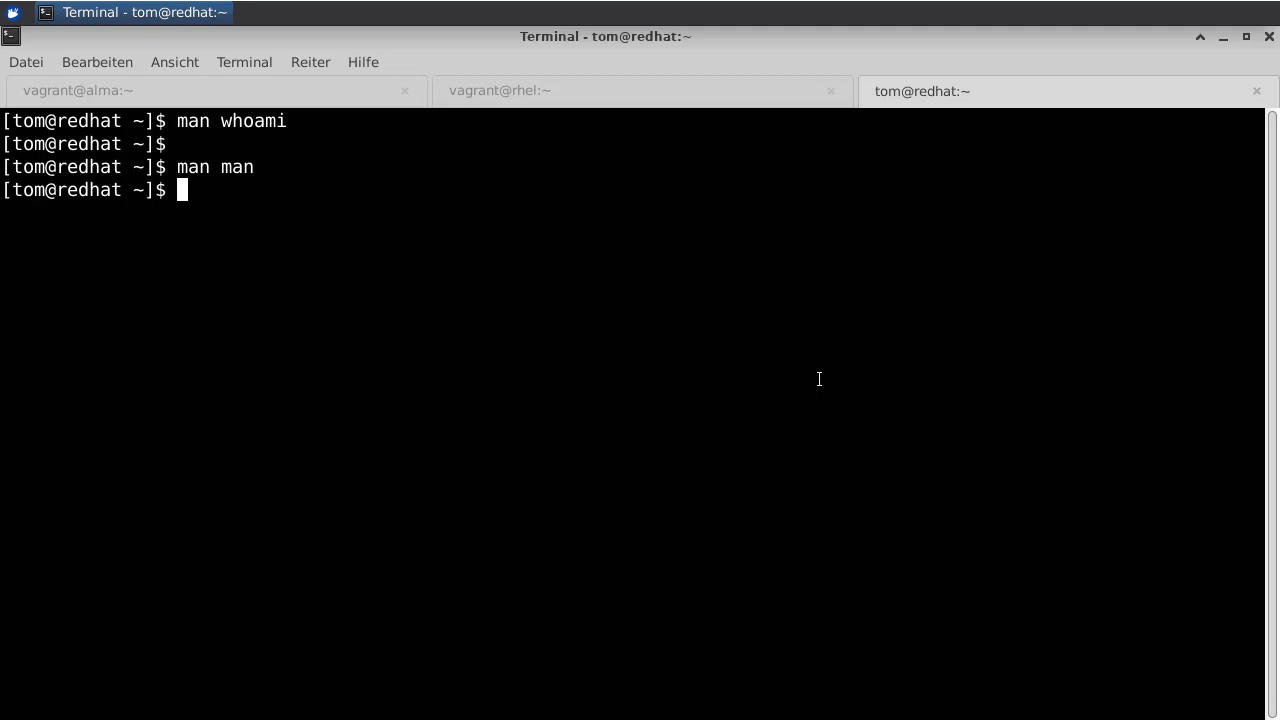 Terminal - tom@redhat:~
Terminal - tom@redhat:~
Datei Bearbeiten Ansicht Terminal Reiter Hilfe
vagrant@alma:~ vagrant@rhel:~ tom@redhat:~
[tom@redhat ~]$ man whoami
[tom@redhat ~]$
[tom@redhat ~]$ man man
[tom@redhat ~]$